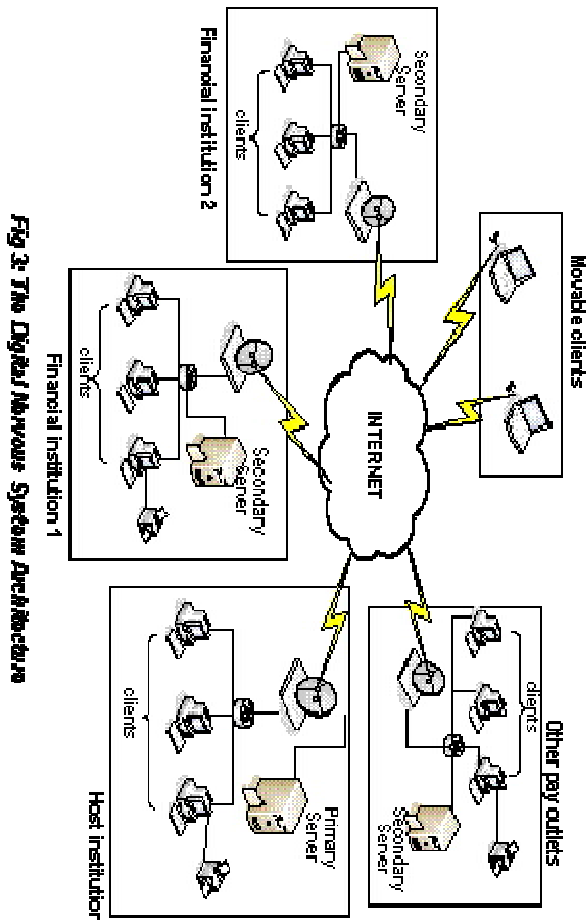 Movable clients
Other pay outlets
clients
Secondary
Server
INTERNET
Secondary
Server
clients
Financial institution 2
Secondary
Server
clients
Financial institution 1
Primary
Server
clients
Host institution
Fig 3: The Digital Nervous System Architecture